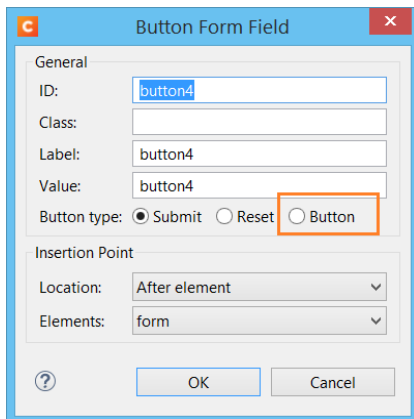 C Button Form Field ×
General
ID: button4
Class:
Label: button4
Value: button4
Button type: Submit Reset Button
Insertion Point
Location: After element
Elements: form
? OK Cancel